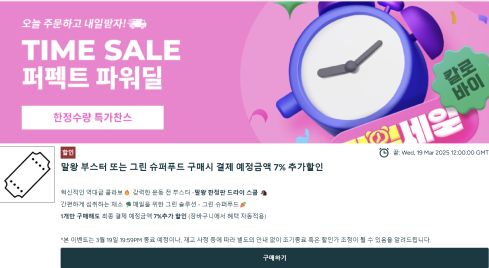 오늘 주문하고 내일받자!
TIME SALE
퍼펙트 파워딜
한정수량 특가찬스
칼로바이
할인
끝: Wed, 19 Mar 2025 12:00:00 GMT
말왕 부스터 또는 그린 슈퍼푸드 구매시 결제 예정금액 7% 추가할인
혁신적인 역대급 콜라보🔥 강력한 운동 전 부스터 -말왕 한정판 드라이 스쿱 🦍
간편하게 섭취하는 채소 🥦 매일을 위한 그린 솔루션 - 그린 슈퍼푸드 🥕
1개만 구매해도 최종 결제 예정금액 7%추가 할인 (장바구니에서 혜택 자동적용)
*본 이벤트는 3월 19일 19:59PM 종료 예정이나, 재고 사정 등에 따라 별도의 안내 없이 조기종료 혹은 할인가 조정이 될 수 있음을 알려드립니다.
구매하기